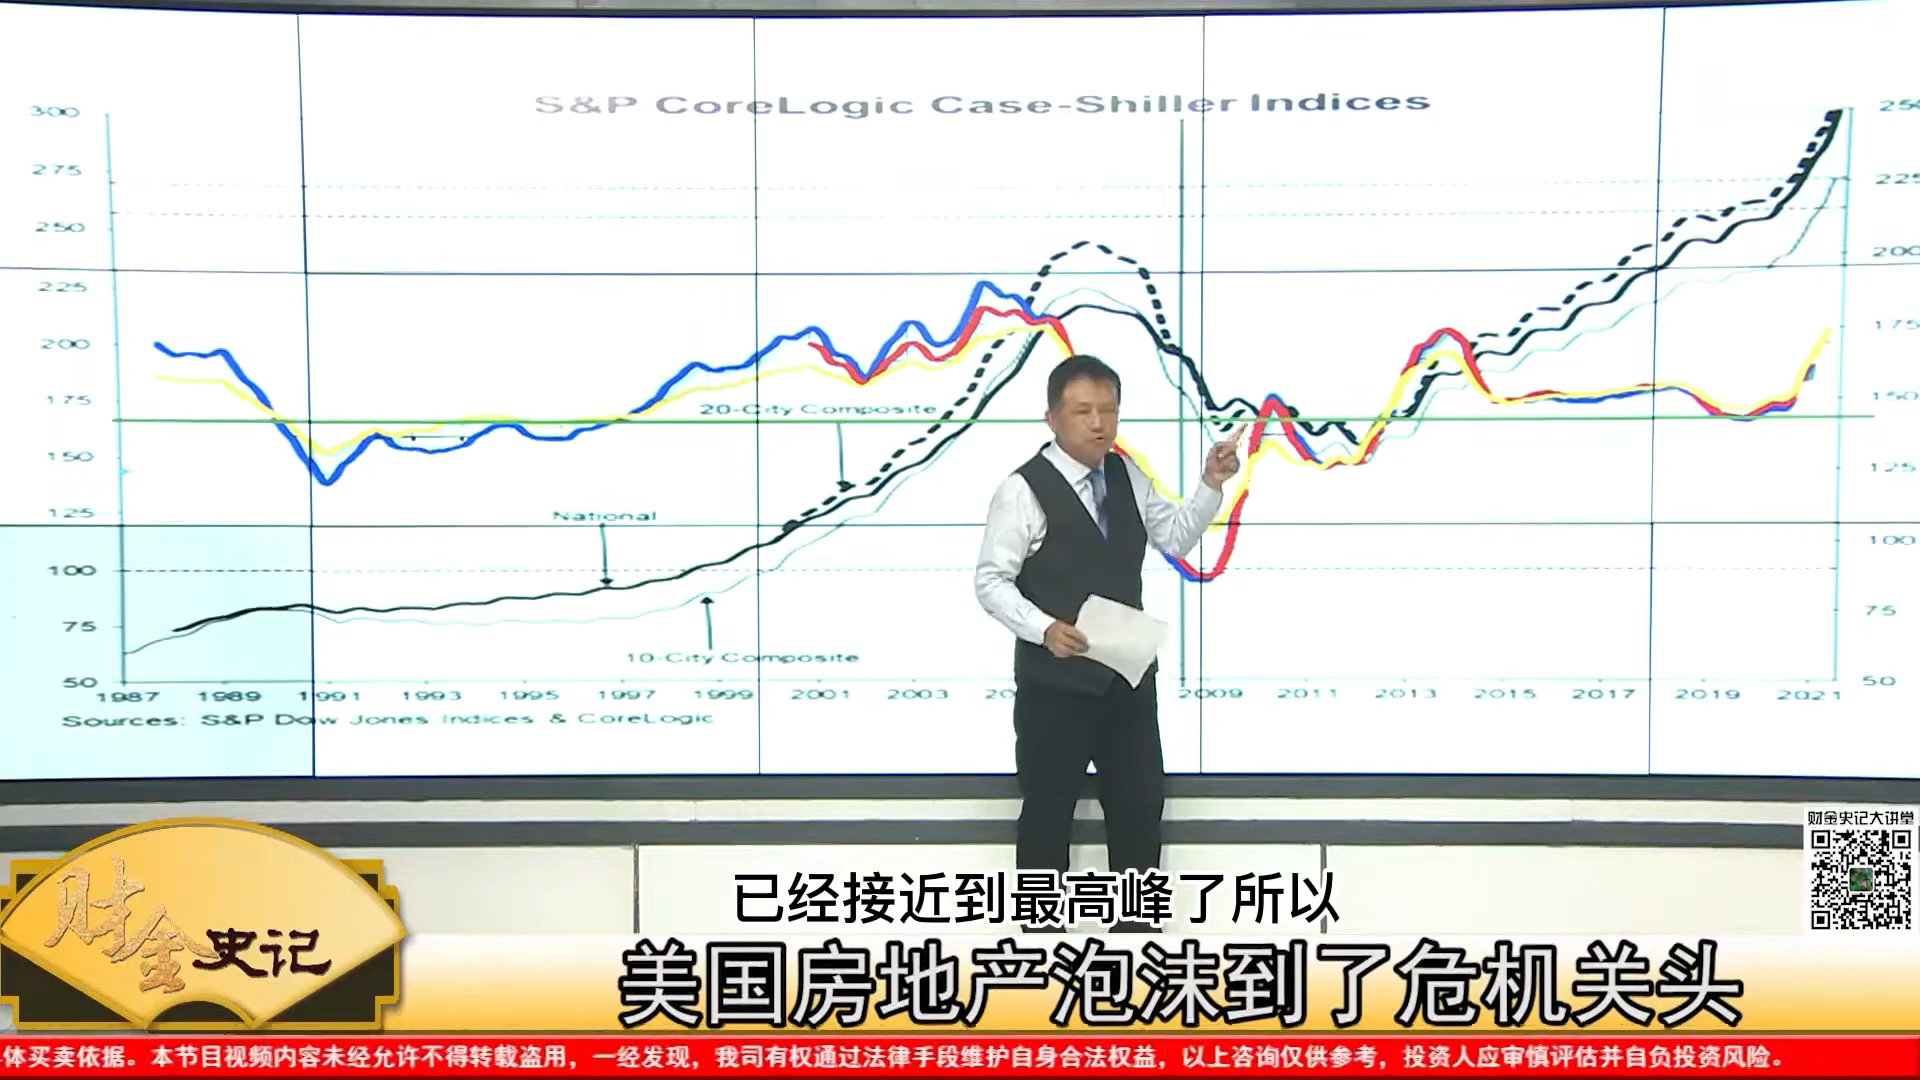 S&P CoreLogic Case-Shiller Indices
300
275
250
225
200
175
150
125
100
75
50
225
200
175
150
125
100
75
50
20-City Composite
National
10-City Composite
1987 1989 1991 1993 1995 1997 1999 2001 2003 2009 2011 2013 2015 2017 2019 2021
Sources: S&P Dow Jones Indices & CoreLogic
财金史记大讲堂
已经接近到最高峰了所以
财金史记
美国房地产泡沫到了危机关头
体买卖依据。本节目视频内容未经允许不得转载盗用，一经发现，我司有权通过法律手段维护自身合法权益，以上咨询仅供参考，投资人应审慎评估并自负投资风险。